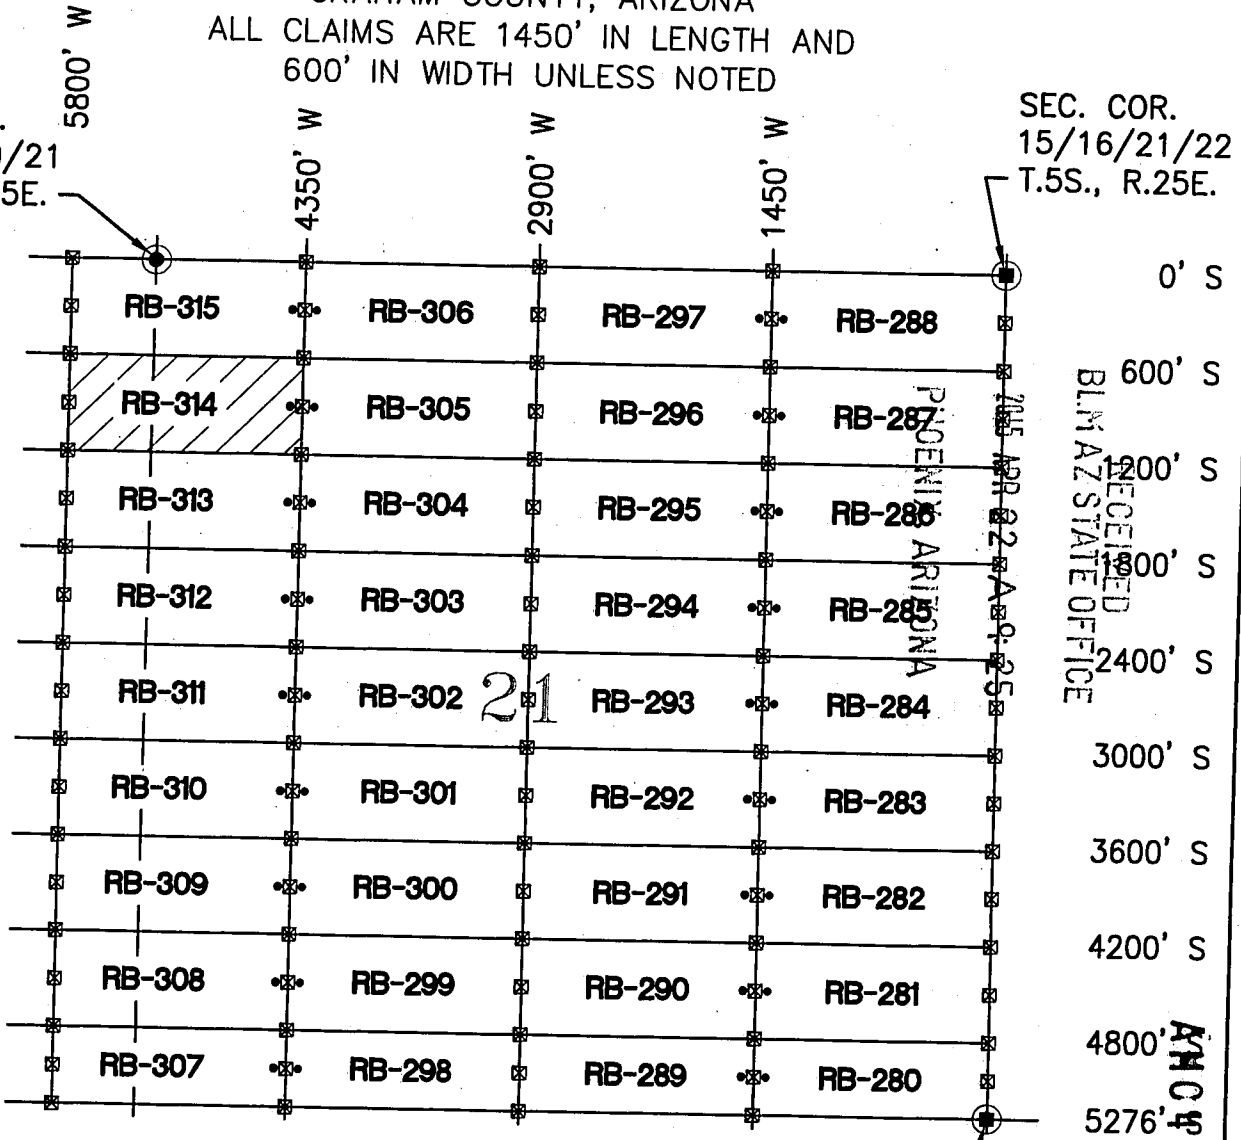 GRAHAM COUNTY, ARIZONA
ALL CLAIMS ARE 1450' IN LENGTH AND
600' IN WIDTH UNLESS NOTED
5800' W
4350' W
2900' W
1450' W
/21
5E.
SEC. COR.
15/16/21/22
T.5S., R.25E.
0' S
RB-315 RB-306 RB-297 RB-288
600' S
RB-314 RB-305 RB-296 RB-287
1200' S
RB-313 RB-304 RB-295 RB-286
1800' S
RB-312 RB-303 RB-294 RB-285
2400' S
RB-311 RB-302 21 RB-293 RB-284
3000' S
RB-310 RB-301 RB-292 RB-283
3600' S
RB-309 RB-300 RB-291 RB-282
4200' S
RB-308 RB-299 RB-290 RB-281
4800' S
RB-307 RB-298 RB-289 RB-280
5276' S
RECEIVED
BLM AZ STATE OFFICE
2015 APR 22 A 9: 25
PHOENIX, ARIZONA